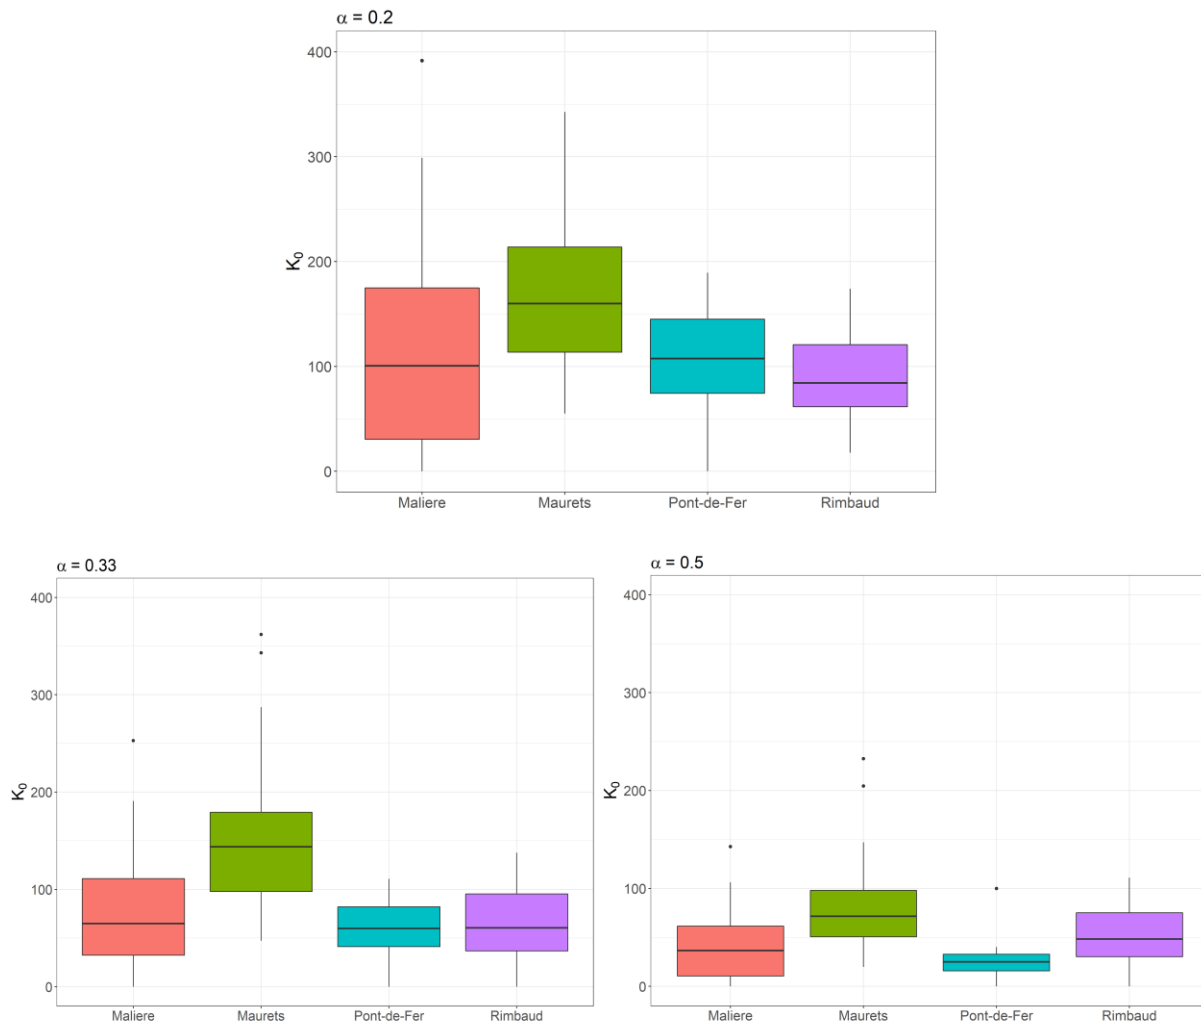 α = 0.2
400
300
200
100
0
K₀
Maliere Maurets Pont-de-Fer Rimbaud
α = 0.33
400
300
200
100
0
K₀
Maliere Maurets Pont-de-Fer Rimbaud
α = 0.5
400
300
200
100
0
K₀
Maliere Maurets Pont-de-Fer Rimbaud